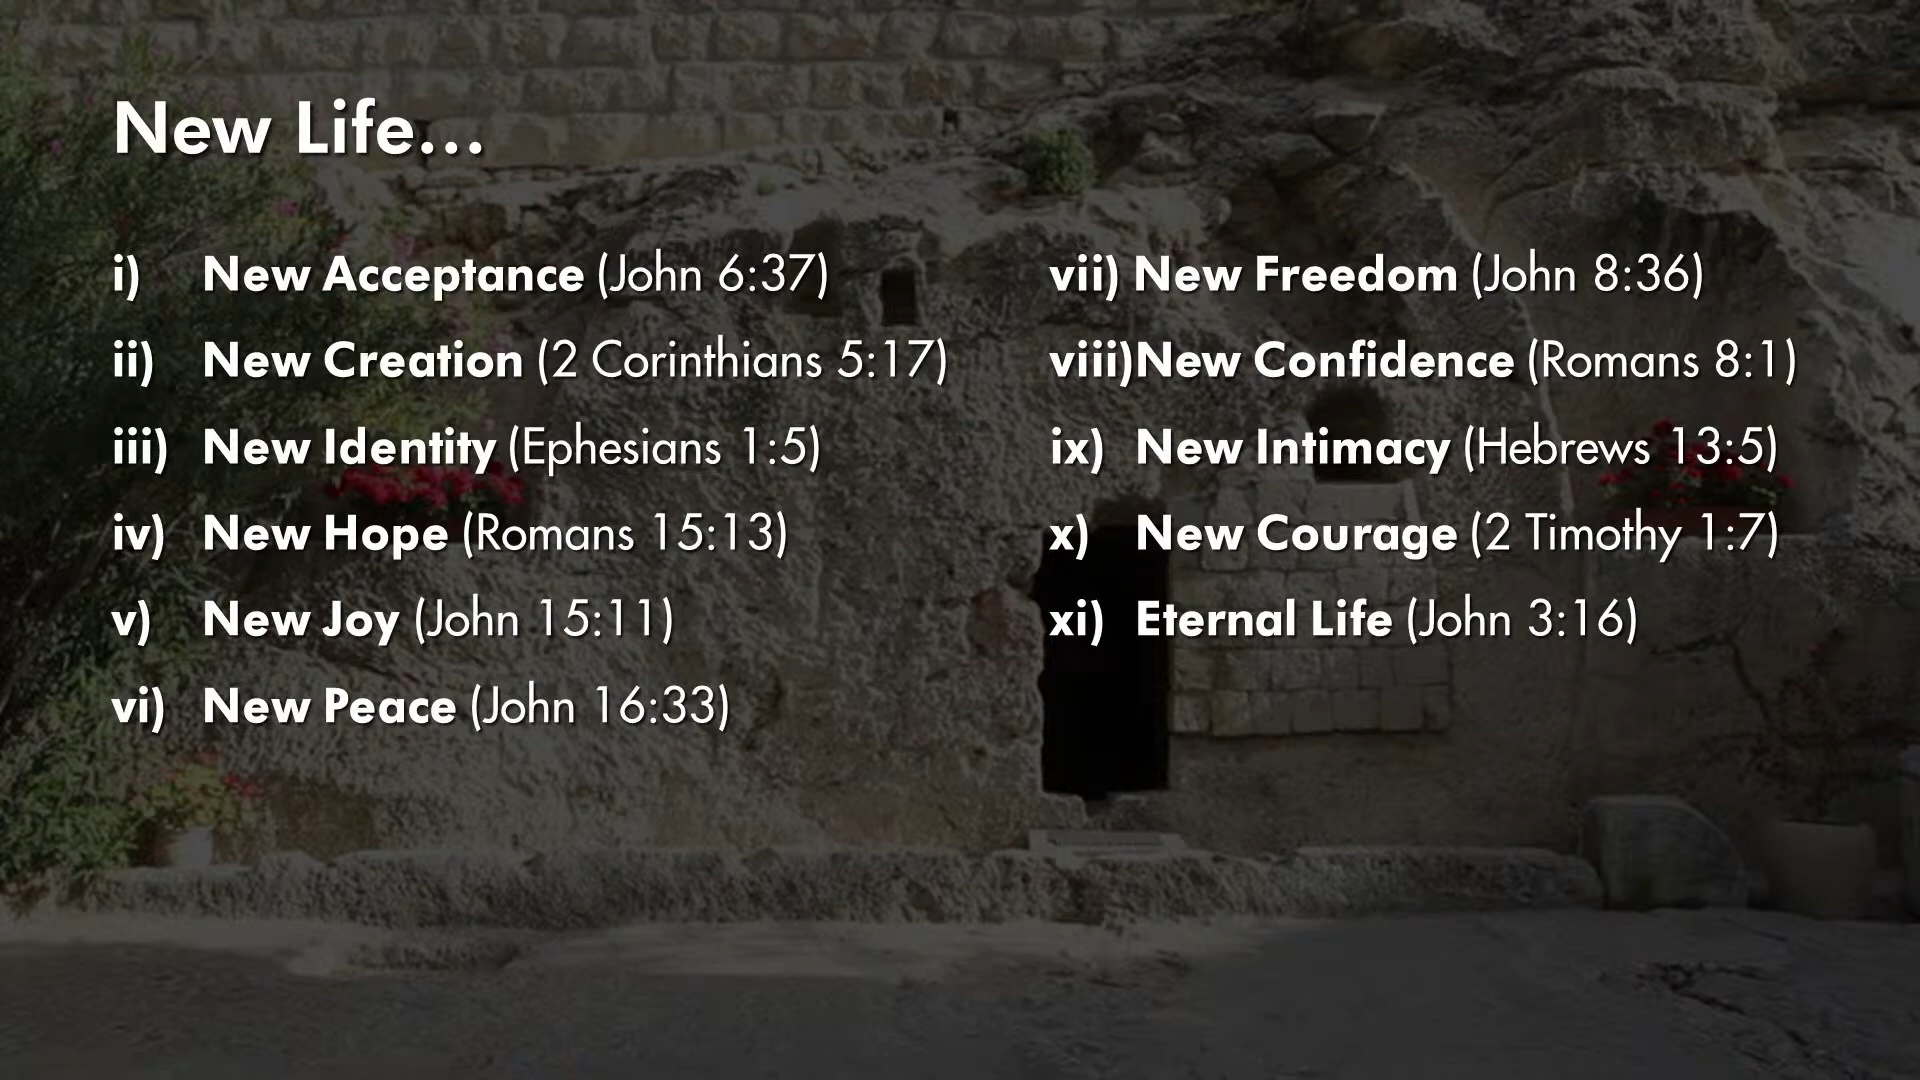 New Life...
i) New Acceptance (John 6:37)
ii) New Creation (2 Corinthians 5:17)
iii) New Identity (Ephesians 1:5)
iv) New Hope (Romans 15:13)
v) New Joy (John 15:11)
vi) New Peace (John 16:33)
vii) New Freedom (John 8:36)
viii)New Confidence (Romans 8:1)
ix) New Intimacy (Hebrews 13:5)
x) New Courage (2 Timothy 1:7)
xi) Eternal Life (John 3:16)